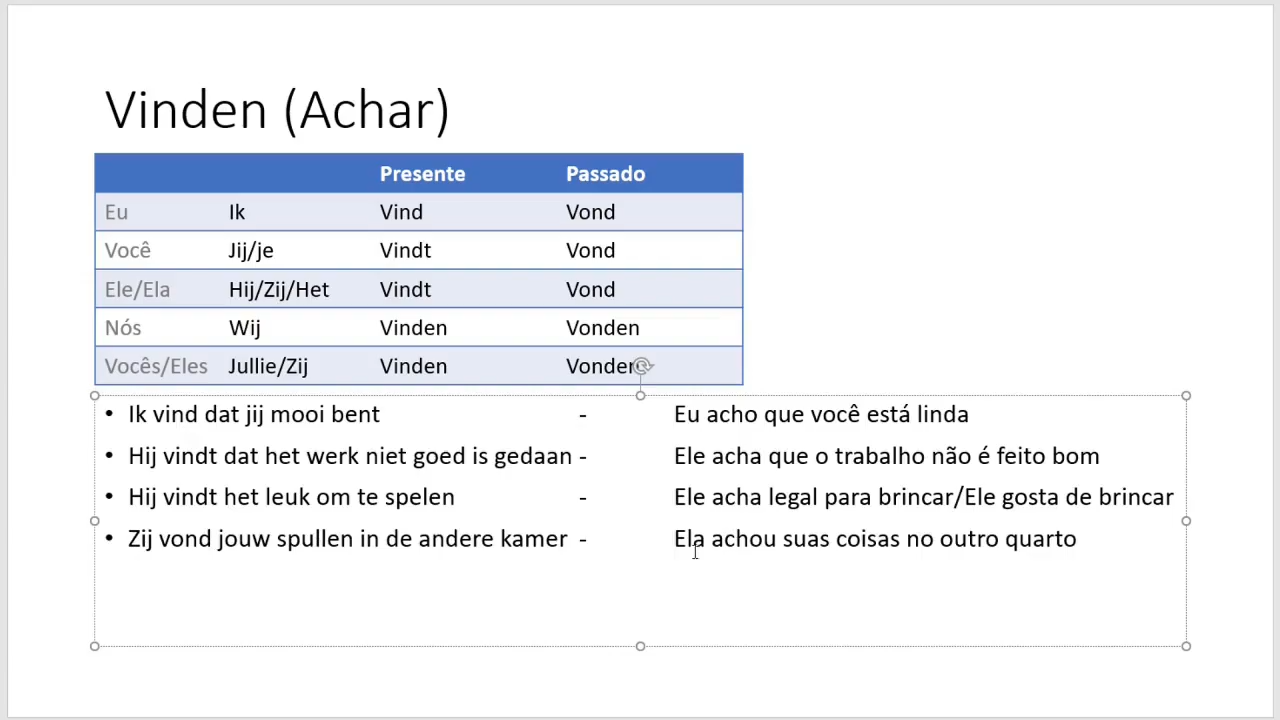 Vinden (Achar)
Presente Passado
Eu Ik Vind Vond
Você Jij/je Vindt Vond
Ele/Ela Hij/Zij/Het Vindt Vond
Nós Wij Vinden Vonden
Vocês/Eles Jullie/Zij Vinden Vonden
• Ik vind dat jij mooi bent - Eu acho que você está linda
• Hij vindt dat het werk niet goed is gedaan - Ele acha que o trabalho não é feito bom
• Hij vindt het leuk om te spelen - Ele acha legal para brincar/Ele gosta de brincar
• Zij vond jouw spullen in de andere kamer - Ela achou suas coisas no outro quarto